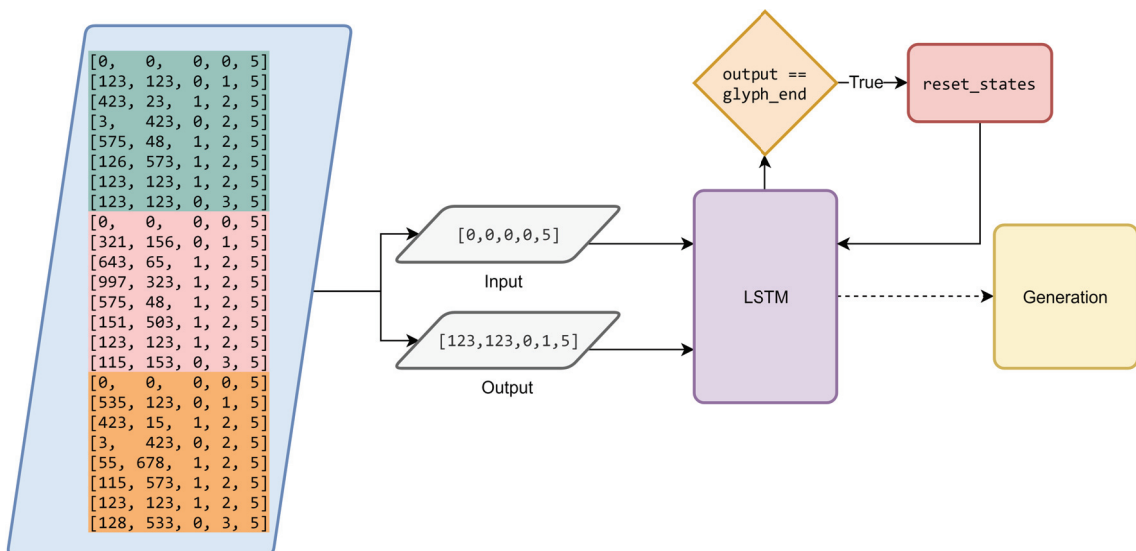 [0,   0,   0, 0, 5]
[123, 123, 0, 1, 5]
[423, 23,  1, 2, 5]
[3,   423, 0, 2, 5]
[575, 48,  1, 2, 5]
[126, 573, 1, 2, 5]
[123, 123, 1, 2, 5]
[123, 123, 0, 3, 5]
[0,   0,   0, 0, 5]
[321, 156, 0, 1, 5]
[643, 65,  1, 2, 5]
[997, 323, 1, 2, 5]
[575, 48,  1, 2, 5]
[151, 503, 1, 2, 5]
[123, 123, 1, 2, 5]
[115, 153, 0, 3, 5]
[0,   0,   0, 0, 5]
[535, 123, 0, 1, 5]
[423, 15,  1, 2, 5]
[3,   423, 0, 2, 5]
[55, 678,  1, 2, 5]
[115, 573, 1, 2, 5]
[123, 123, 1, 2, 5]
[128, 533, 0, 3, 5]
[0,0,0,0,5]
Input
[123,123,0,1,5]
Output
output ==
glyph_end
True
reset_states
LSTM
Generation